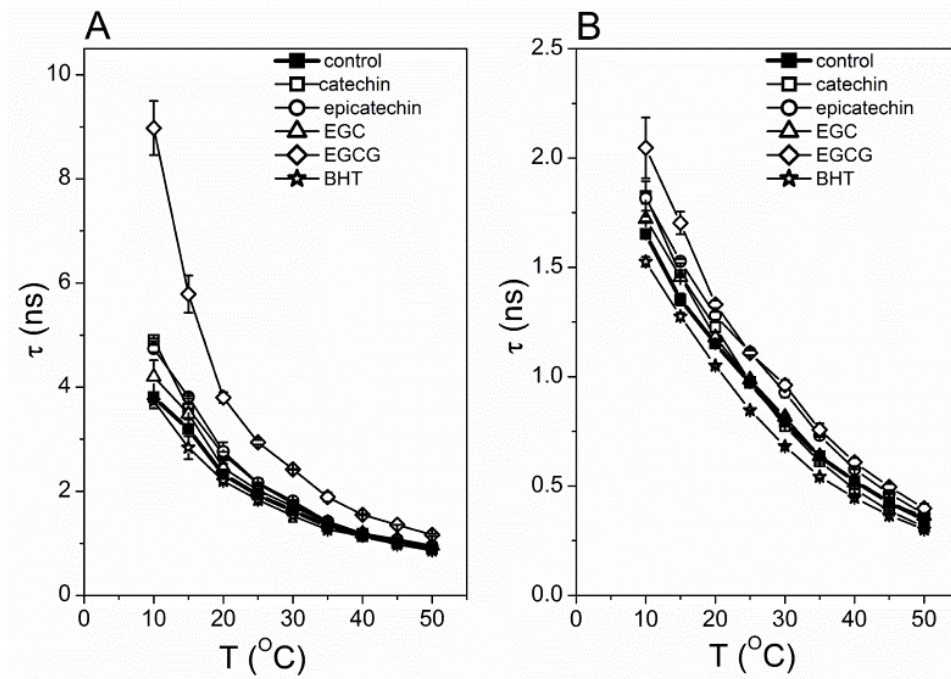 A
control
catechin
epicatechin
EGC
EGCG
BHT
10
8
6
4
2
0
τ (ns)
0 10 20 30 40 50
T (°C)
B
control
catechin
epicatechin
EGC
EGCG
BHT
2.5
2.0
1.5
1.0
0.5
0.0
τ (ns)
0 10 20 30 40 50
T (°C)